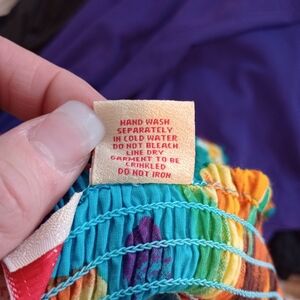 HAND WASH
SEPARATELY
IN COLD WATER
DO NOT BLEACH
LINE DRY
GARMENT TO BE
CRINKLED
DO NOT IRON